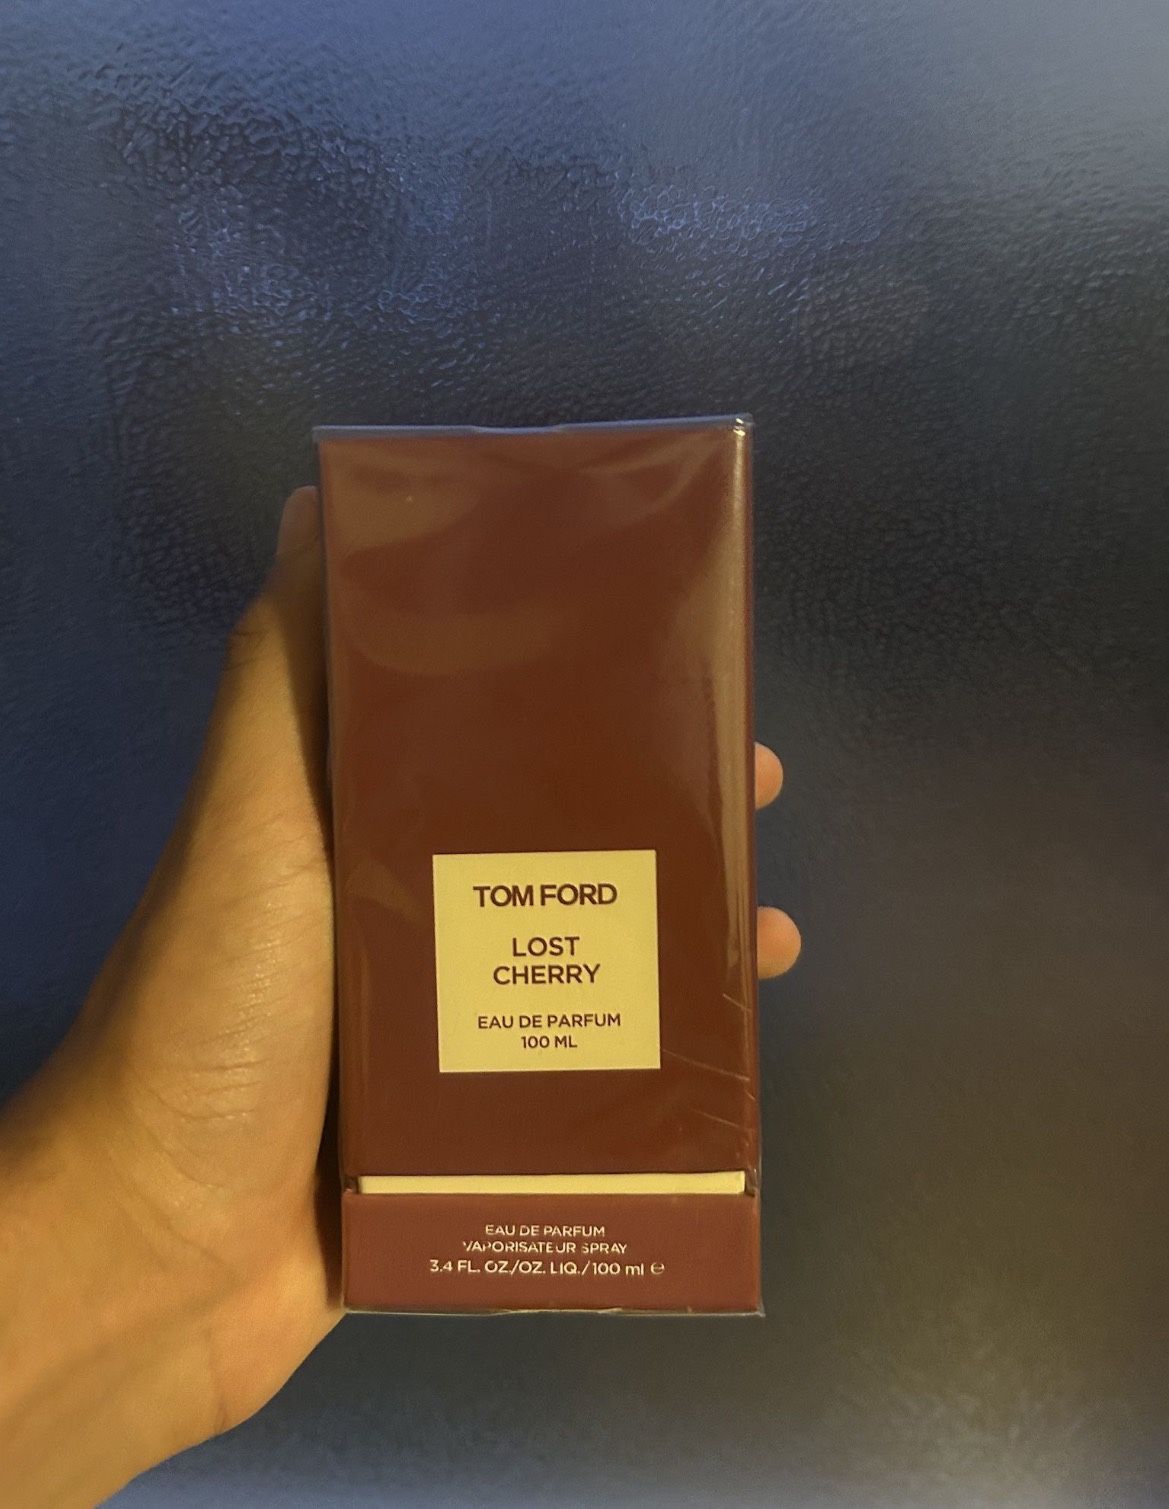 TOM FORD
LOST
CHERRY
EAU DE PARFUM
100 ML
EAU DE PARFUM
VAPORISATEUR SPRAY
3.4 FL. OZ./OZ. LIQ./100 ml ℮